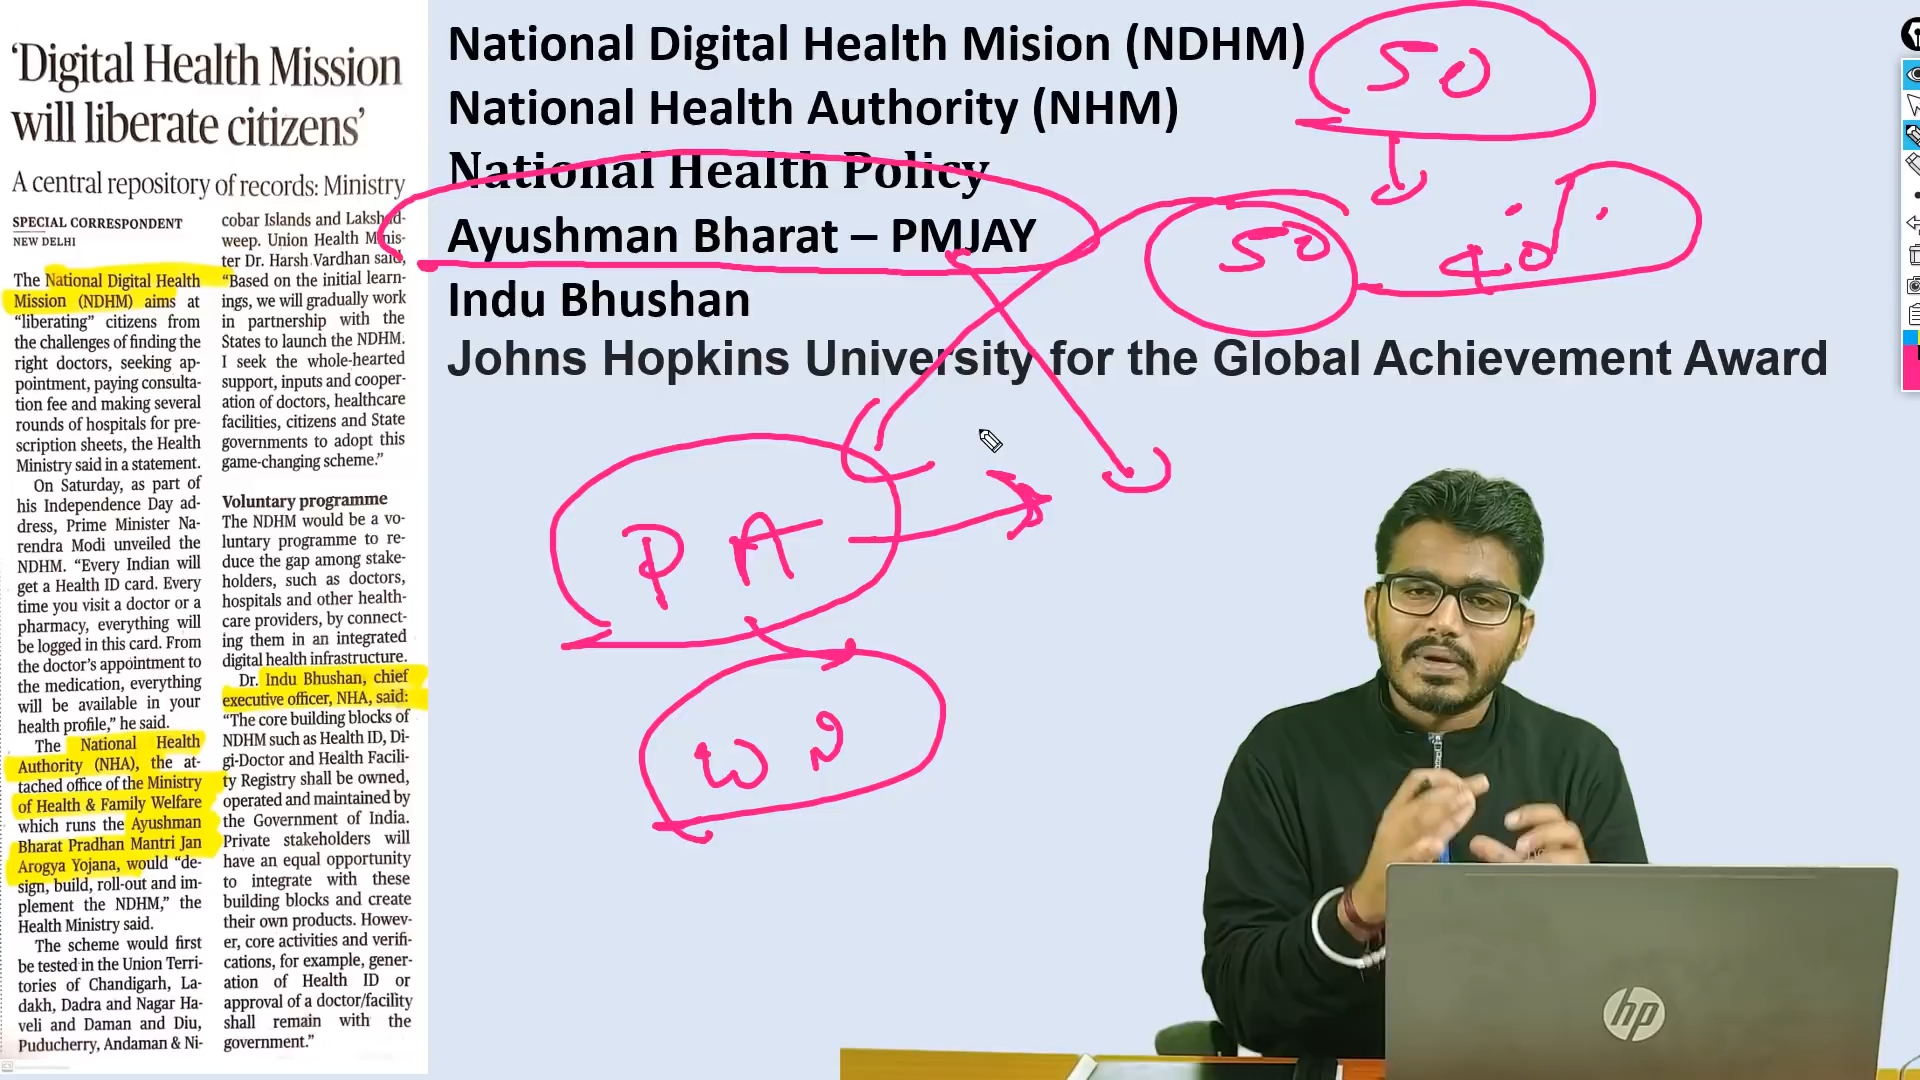 ‘Digital Health Mission
will liberate citizens’
A central repository of records: Ministry
SPECIAL CORRESPONDENT
NEW DELHI
The National Digital Health
Mission (NDHM) aims at
“liberating” citizens from
the challenges of finding the
right doctors, seeking ap-
pointment, paying consulta-
tion fee and making several
rounds of hospitals for pre-
scription sheets, the Health
Ministry said in a statement.
On Saturday, as part of
his Independence Day ad-
dress, Prime Minister Na-
rendra Modi unveiled the
NDHM. “Every Indian will
get a Health ID card. Every
time you visit a doctor or a
pharmacy, everything will
be logged in this card. From
the doctor’s appointment to
the medication, everything
will be available in your
health profile,” he said.
The National Health
Authority (NHA), the at-
tached office of the Ministry
of Health & Family Welfare
which runs the Ayushman
Bharat Pradhan Mantri Jan
Arogya Yojana, would “de-
sign, build, roll-out and im-
plement the NDHM,” the
Health Ministry said.
The scheme would first
be tested in the Union Terri-
tories of Chandigarh, La-
dakh, Dadra and Nagar Ha-
veli and Daman and Diu,
Puducherry, Andaman & Ni-
cobar Islands and Lakshad-
weep. Union Health Minis-
ter Dr. Harsh Vardhan said,
“Based on the initial learn-
ings, we will gradually work
in partnership with the
States to launch the NDHM.
I seek the whole-hearted
support, inputs and cooper-
ation of doctors, healthcare
facilities, citizens and State
governments to adopt this
game-changing scheme.”
Voluntary programme
The NDHM would be a vo-
luntary programme to re-
duce the gap among stake-
holders, such as doctors,
hospitals and other health-
care providers, by connect-
ing them in an integrated
digital health infrastructure.
Dr. Indu Bhushan, chief
executive officer, NHA, said:
“The core building blocks of
NDHM such as Health ID, Di-
gi-Doctor and Health Facili-
ty Registry shall be owned,
operated and maintained by
the Government of India.
Private stakeholders will
have an equal opportunity
to integrate with these
building blocks and create
their own products. Howev-
er, core activities and verifi-
cations, for example, gener-
ation of Health ID or
approval of a doctor/facility
shall remain with the
government.”
National Digital Health Mision (NDHM)
National Health Authority (NHM)
National Health Policy
Ayushman Bharat – PMJAY
Indu Bhushan
Johns Hopkins University for the Global Achievement Award
50
50
40
P A
hp